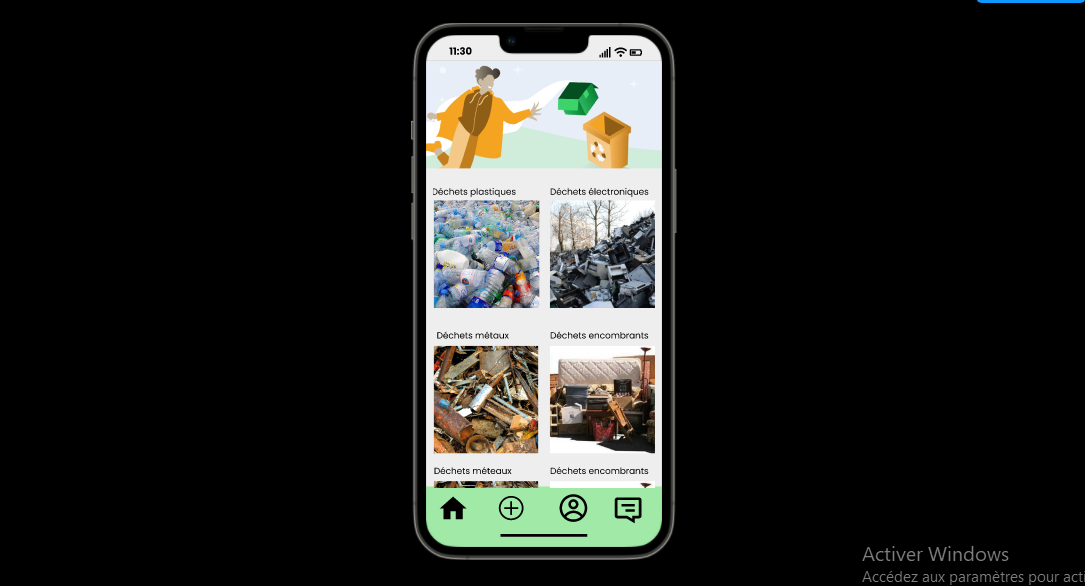 11:30
Déchets plastiques
Déchets électroniques
Déchets métaux
Déchets encombrants
Déchets méteaux
Déchets encombrants
Activer Windows
Accédez aux paramètres pour act